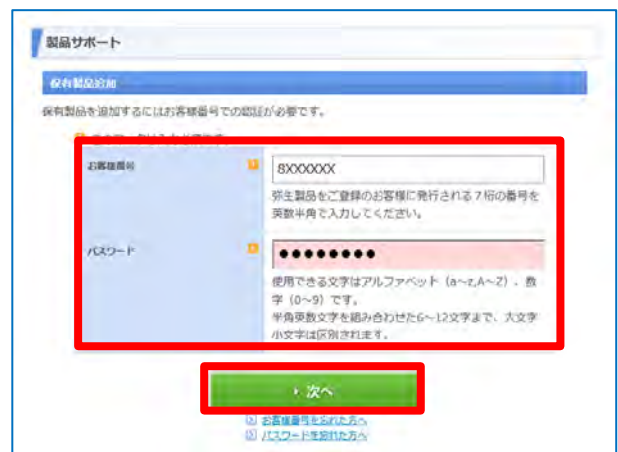 製品サポート
保有製品追加
保有製品を追加するにはお客様番号での認証が必要です。
お客様番号
8XXXXXX
弥生製品をご登録のお客様に発行される7桁の番号を
英数半角で入力してください。
パスワード
●●●●●●●●
使用できる文字はアルファベット（a～z,A～Z）、数
字（0～9）です。
半角英数文字を組み合わせた6～12文字まで、大文字
小文字は区別されます。
次へ
お客様番号を忘れた方へ
パスワードを忘れた方へ